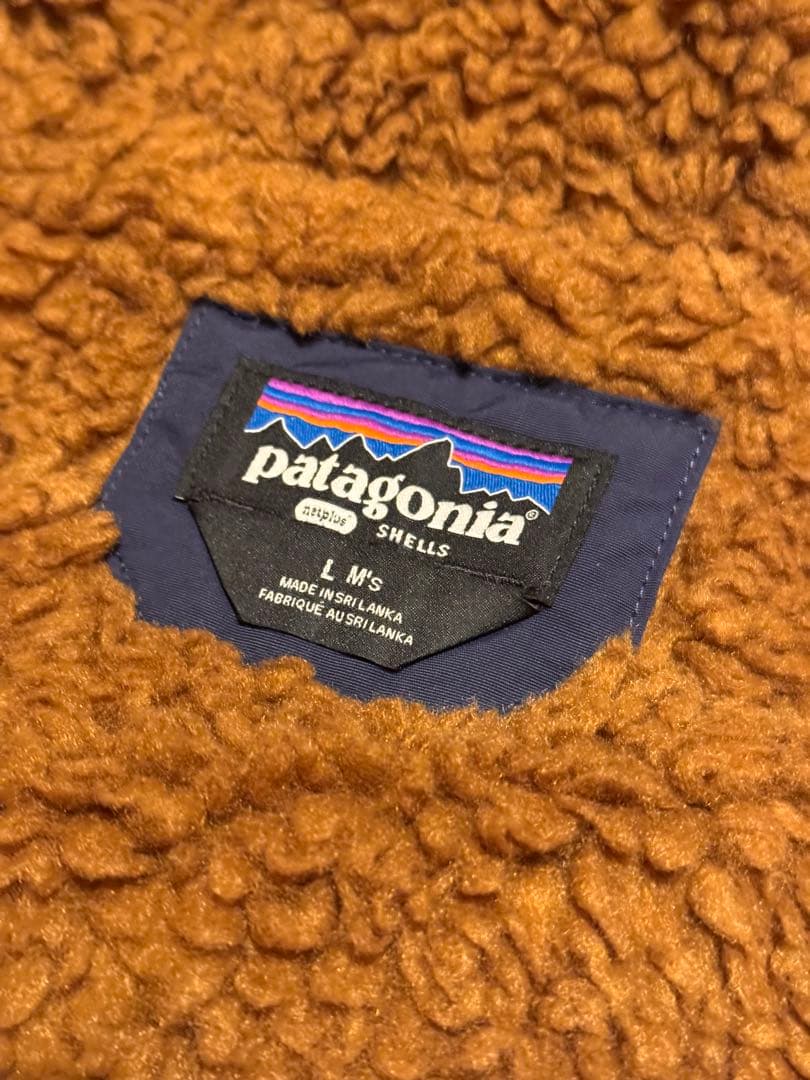 patagonia®
netplus SHELLS
L M's
MADE IN SRI LANKA
FABRIQUÉ AU SRI LANKA